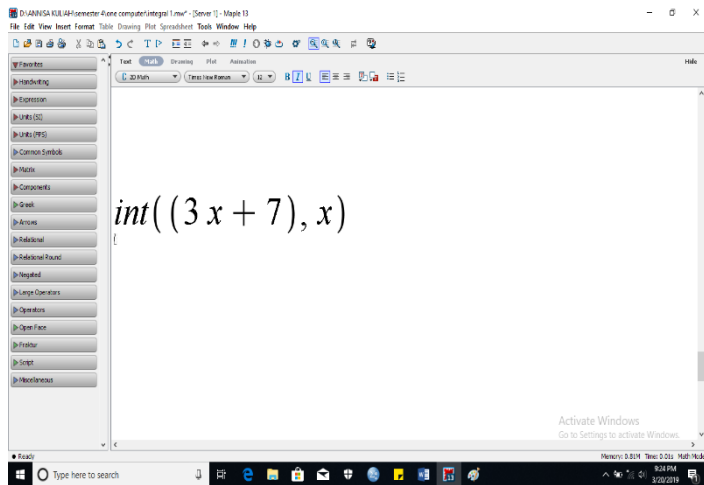 D:\ANNISA KULIAH\semester 4\one computer\integral 1.mw* - [Server 1] - Maple 13
File Edit View Insert Format Table Drawing Plot Spreadsheet Tools Window Help
Favorites
Handwriting
Expression
Units (SI)
Units (FPS)
Common Symbols
Matrix
Components
Greek
Arrows
Relational
Relational Round
Negated
Large Operators
Operators
Open Face
Fraktur
Script
Miscellaneous
Text Math Drawing Plot Animation Hide
C 2D Math Times New Roman 12 B I U
int((3 x + 7), x)
Activate Windows
Go to Settings to activate Windows.
Ready Memory: 0.81M Time: 0.01s Math Mode
Type here to search
9:24 PM
3/20/2019